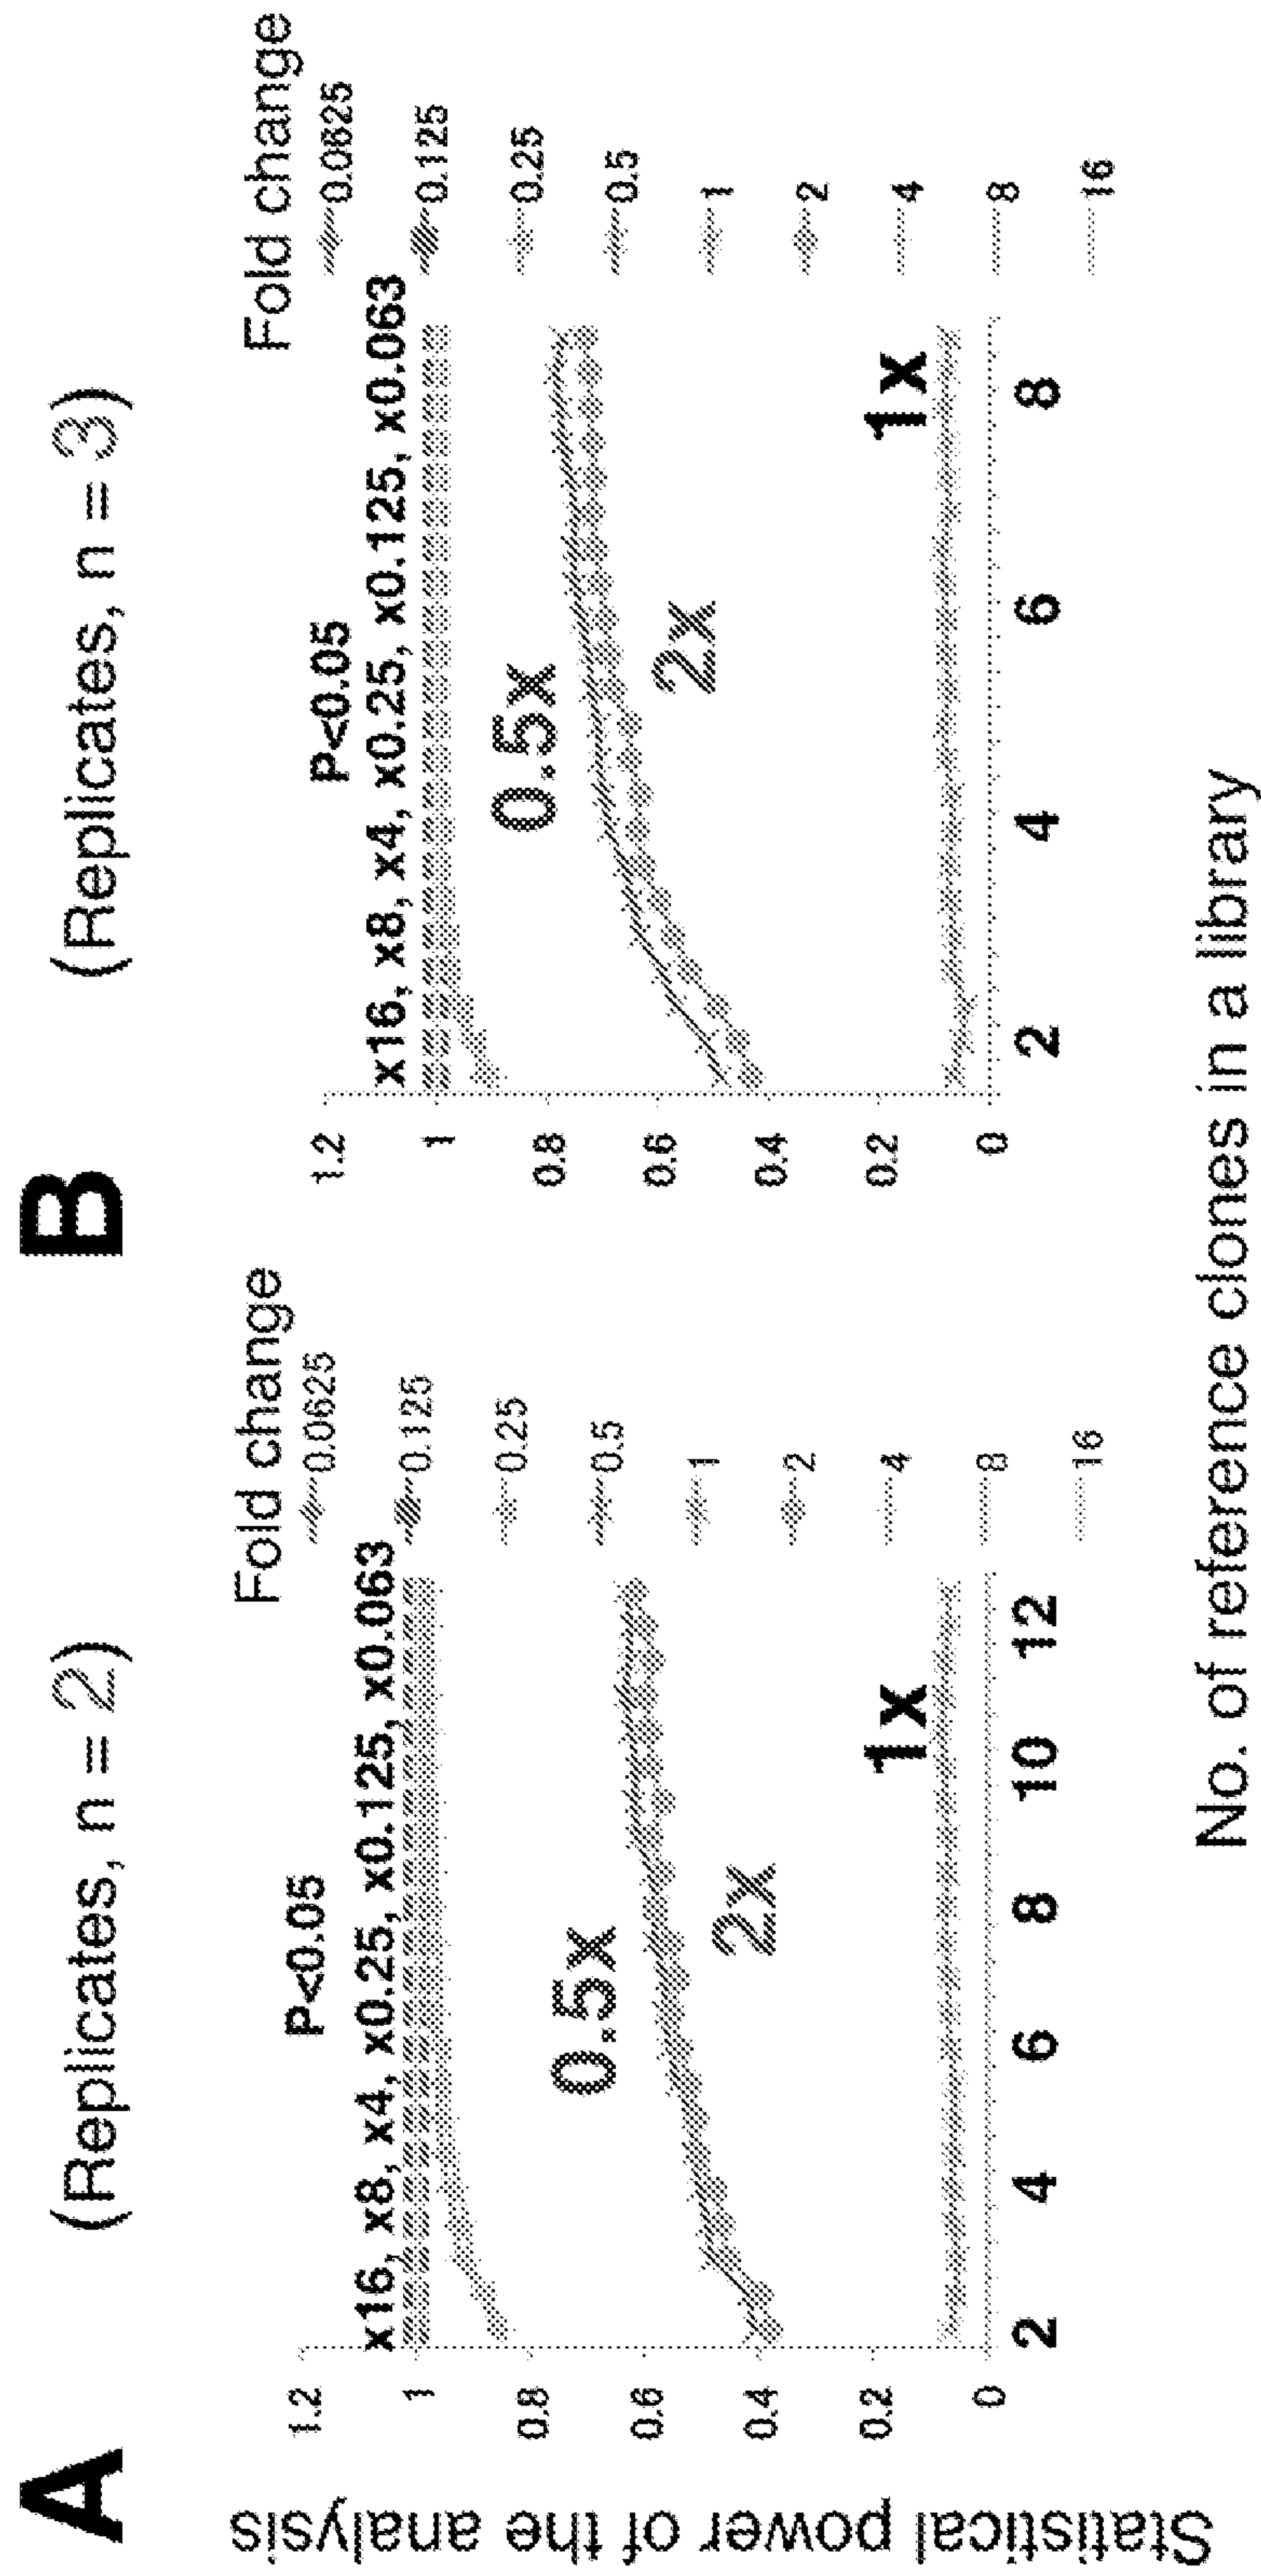 A
(Replicates, n = 2)
Statistical power of the analysis
P<0.05
x16, x8, x4, x0.25, x0.125, x0.063
1.2
1
0.8
0.6
0.4
0.2
0
0.5x
2x
1x
2
4
6
8
10
12
Fold change
0.0625
0.125
0.25
0.5
1
2
4
8
16
B
(Replicates, n = 3)
P<0.05
x16, x8, x4, x0.25, x0.125, x0.063
1.2
1
0.8
0.6
0.4
0.2
0
0.5x
2x
1x
2
4
6
8
Fold change
0.0625
0.125
0.25
0.5
1
2
4
8
16
No. of reference clones in a library